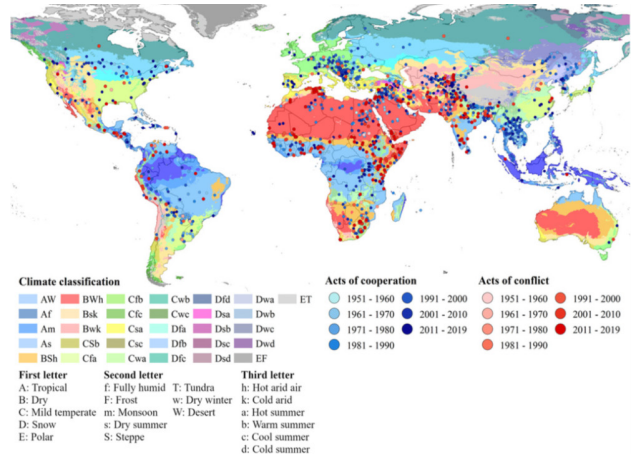 Climate classification
AW BWh Cfb Cwb Dfd Dwa ET
Af Bsk Cfc Cwc Dsa Dwb
Am Bwk Csa Dfa Dsb Dwc
As CSb Csc Dfb Dsc Dwd
BSh Cfa Cwa Dfc Dsd EF
Acts of cooperation
1951 - 1960 1991 - 2000
1961 - 1970 2001 - 2010
1971 - 1980 2011 - 2019
1981 - 1990
Acts of conflict
1951 - 1960 1991 - 2000
1961 - 1970 2001 - 2010
1971 - 1980 2011 - 2019
1981 - 1990
First letter
A: Tropical
B: Dry
C: Mild temperate
D: Snow
E: Polar
Second letter
f: Fully humid T: Tundra
F: Frost w: Dry winter
m: Monsoon W: Desert
s: Dry summer
S: Steppe
Third letter
h: Hot arid air
k: Cold arid
a: Hot summer
b: Warm summer
c: Cool summer
d: Cold summer